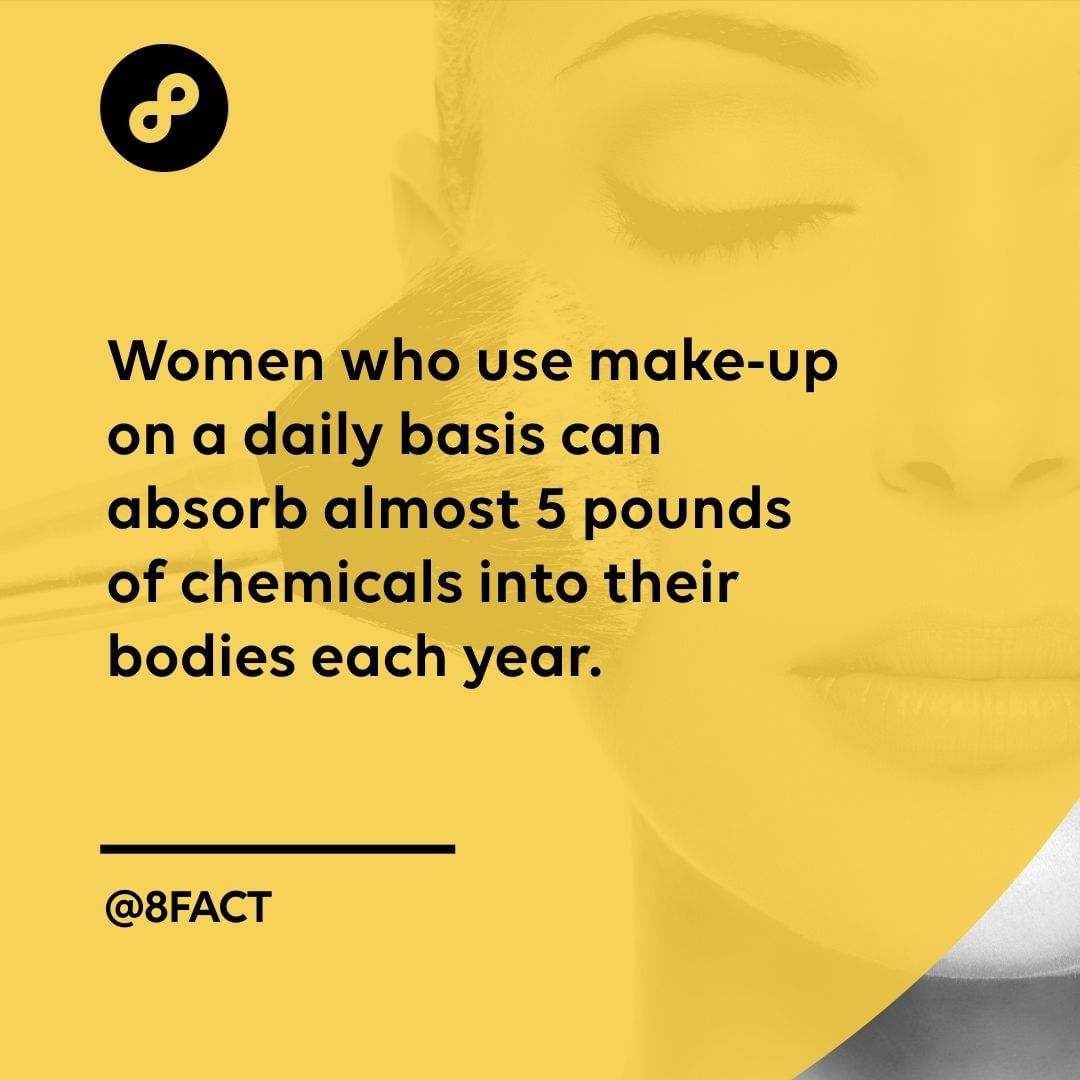 Women who use make-up
on a daily basis can
absorb almost 5 pounds
of chemicals into their
bodies each year.
@8FACT